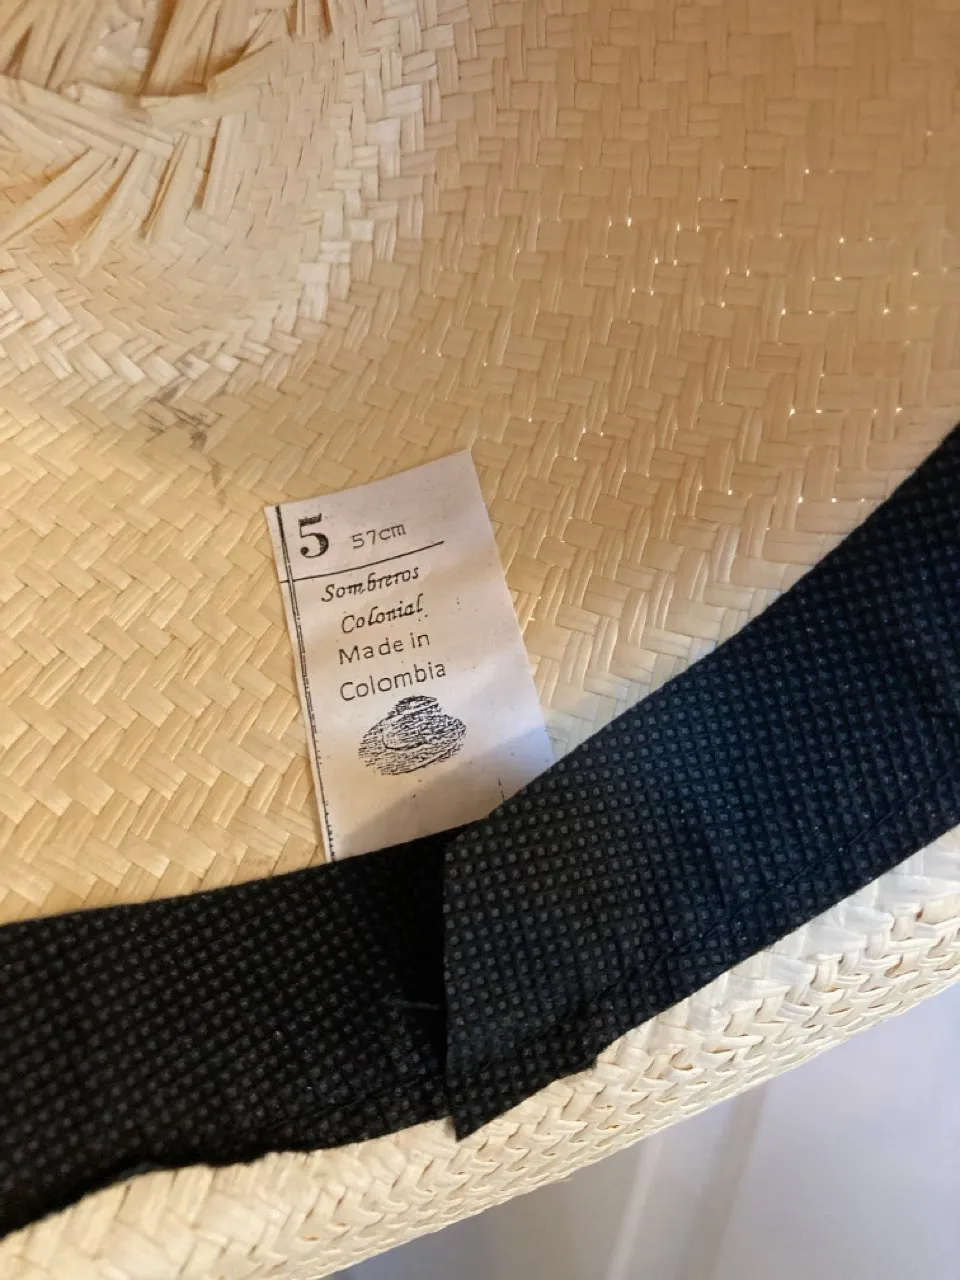 5 57cm
Sombreros
Colonial.
Made in
Colombia